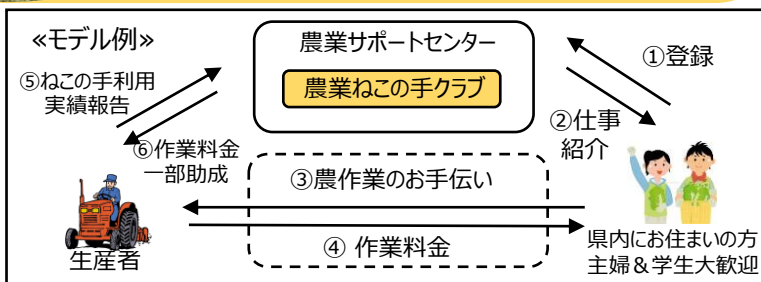 ≪モデル例≫
農業サポートセンター
農業ねこの手クラブ
①登録
⑤ねこの手利用
実績報告
②仕事
紹介
⑥作業料金
一部助成
③農作業のお手伝い
④ 作業料金
生産者
県内にお住まいの方
主婦＆学生大歓迎